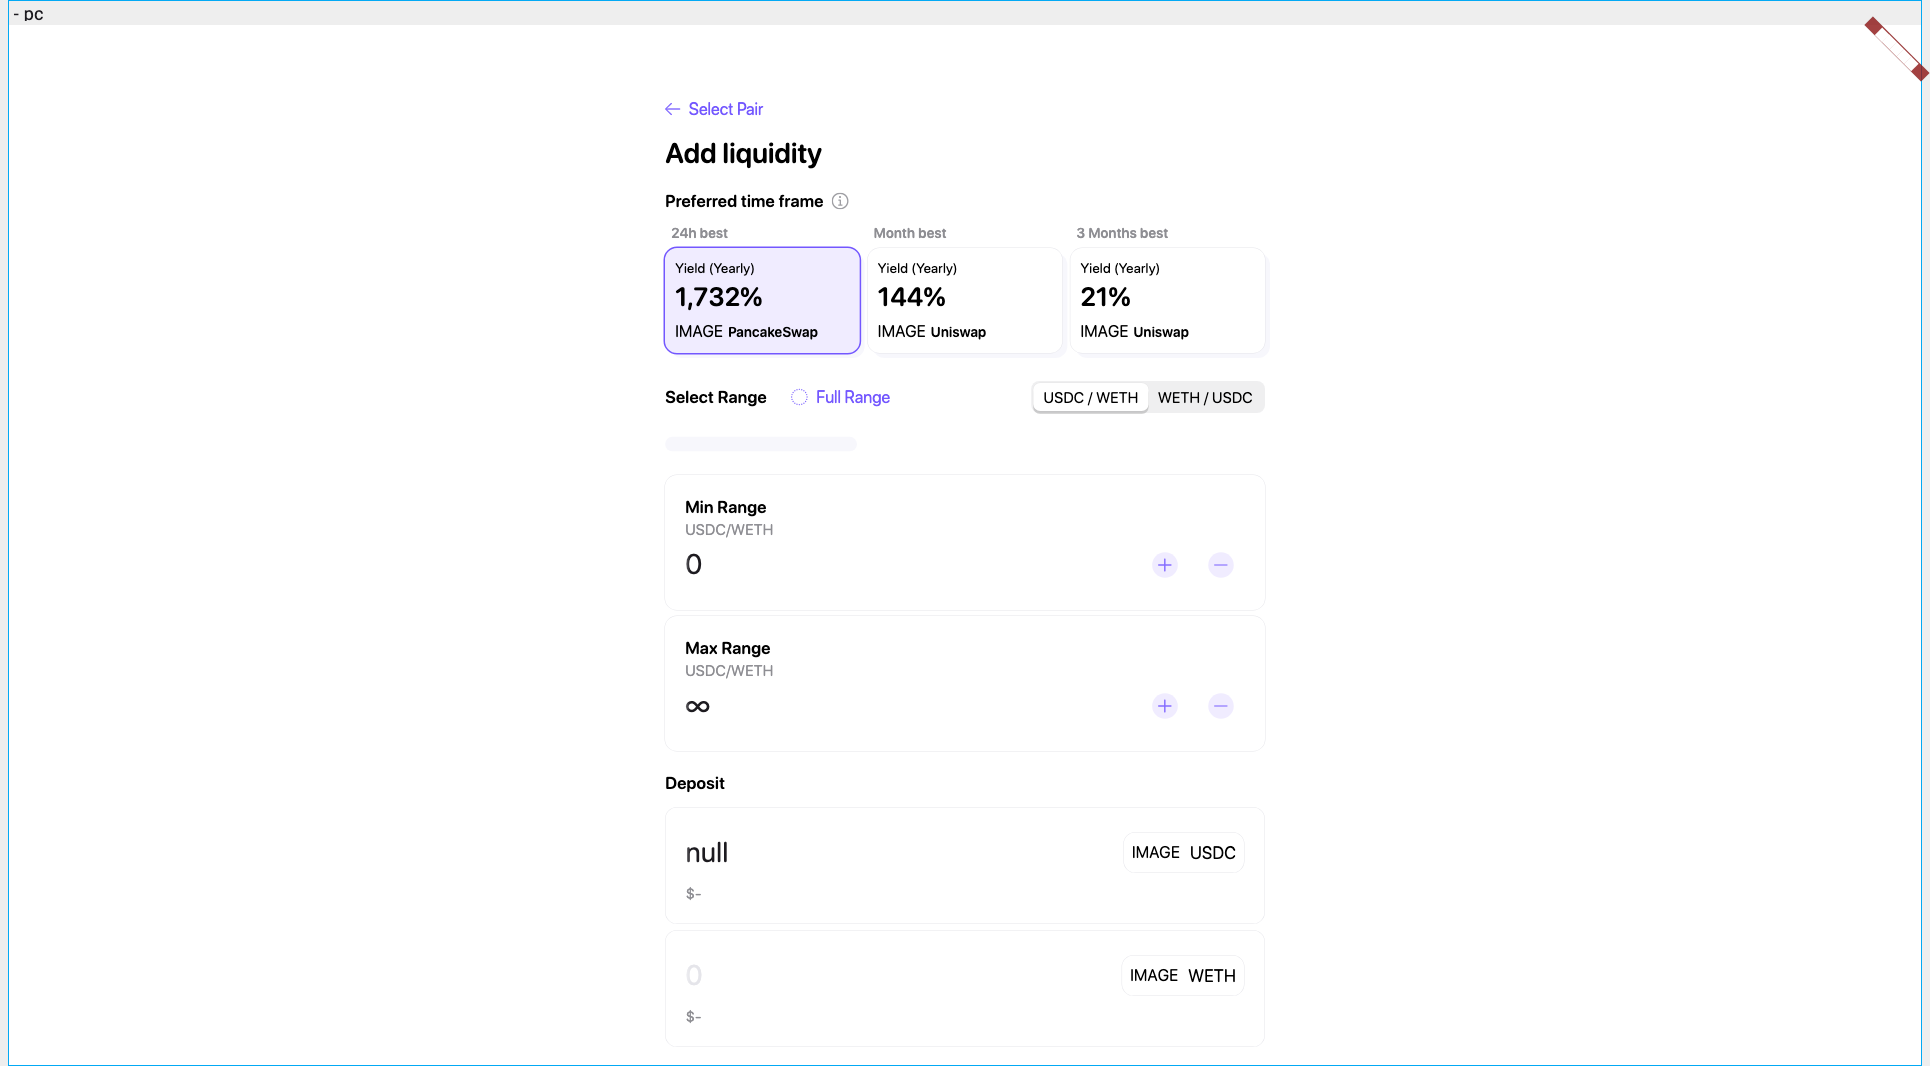 - pc
← Select Pair
Add liquidity
Preferred time frame
24h best
Month best
3 Months best
Yield (Yearly)
1,732%
IMAGE PancakeSwap
Yield (Yearly)
144%
IMAGE Uniswap
Yield (Yearly)
21%
IMAGE Uniswap
Select Range
Full Range
USDC / WETH
WETH / USDC
Min Range
USDC/WETH
0
Max Range
USDC/WETH
∞
Deposit
null
IMAGE USDC
$-
0
IMAGE WETH
$-